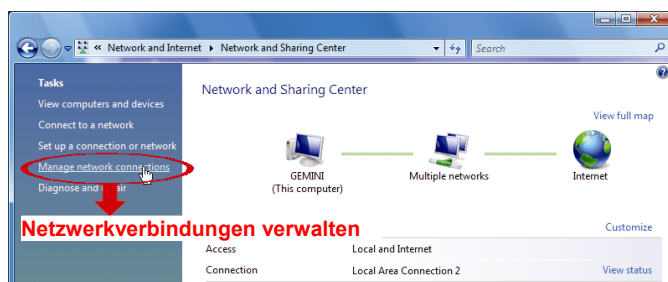 « Network and Internet ▸ Network and Sharing Center
Search
Tasks
View computers and devices
Connect to a network
Set up a connection or network
Manage network connections
Diagnose and
Network and Sharing Center
View full map
GEMINI
(This computer)
Multiple networks
Internet
Netzwerkverbindungen verwalten
Customize
Access
Local and Internet
Connection
Local Area Connection 2
View status